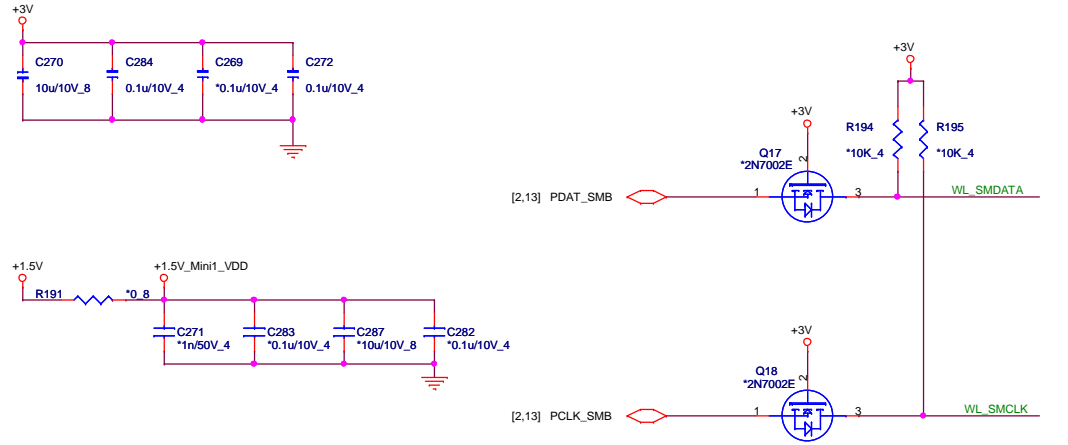 +3V
C270
10u/10V_8
C284
0.1u/10V_4
C269
*0.1u/10V_4
C272
0.1u/10V_4
+1.5V
R191
*0_8
+1.5V_Mini1_VDD
C271
*1n/50V_4
C283
*0.1u/10V_4
C287
*10u/10V_8
C282
*0.1u/10V_4
+3V
R194
*10K_4
R195
*10K_4
+3V
Q17
*2N7002E
2
[2,13] PDAT_SMB
1
3
WL_SMDATA
+3V
Q18
*2N7002E
2
[2,13] PCLK_SMB
1
3
WL_SMCLK